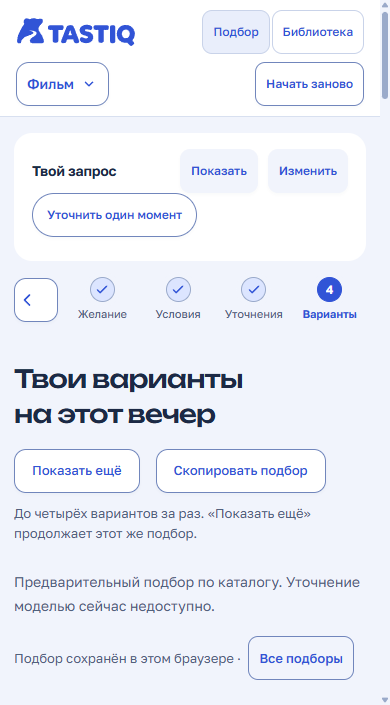 TASTIQ
Подбор
Библиотека
Фильм
Начать заново
Твой запрос
Показать
Изменить
Уточнить один момент
4
Желание
Условия
Уточнения
Варианты
Твои варианты
на этот вечер
Показать ещё
Скопировать подбор
До четырёх вариантов за раз. «Показать ещё»
продолжает этот же подбор.
Предварительный подбор по каталогу. Уточнение
моделью сейчас недоступно.
Подбор сохранён в этом браузере ·
Все подборы